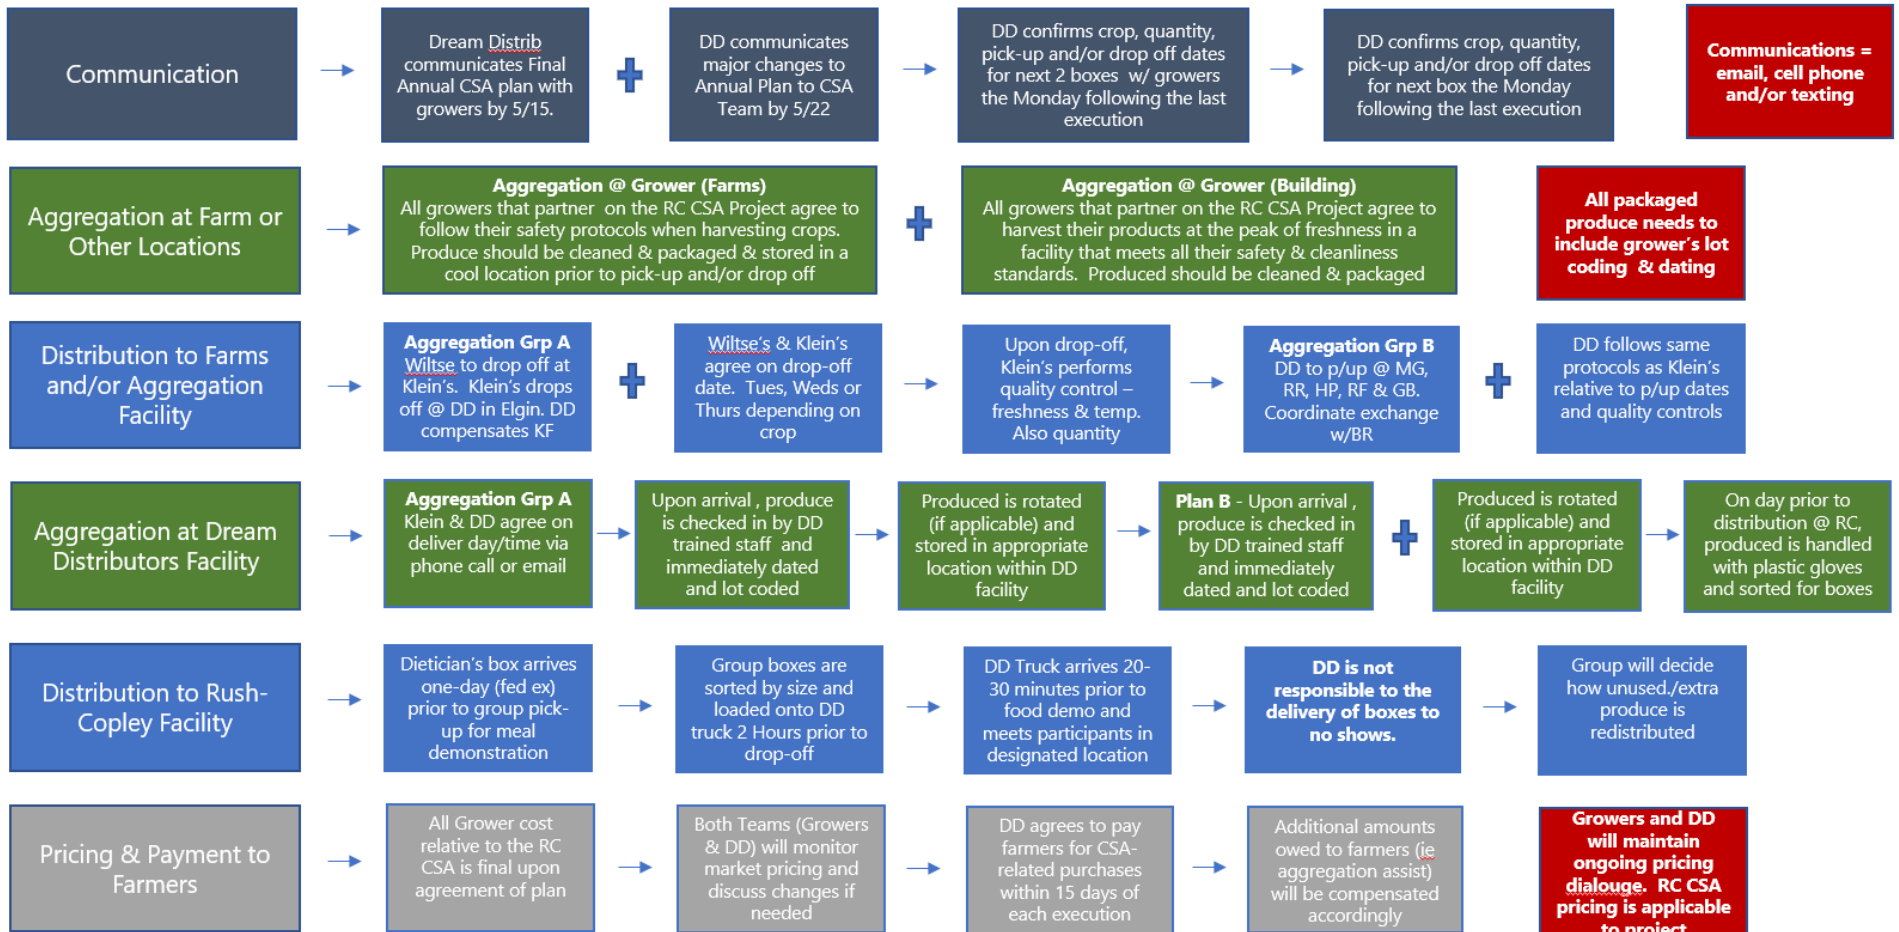 Communication
Dream Distrib
communicates Final
Annual CSA plan with
growers by 5/15.
DD communicates
major changes to
Annual Plan to CSA
Team by 5/22
DD confirms crop, quantity,
pick-up and/or drop off dates
for next 2 boxes w/ growers
the Monday following the last
execution
DD confirms crop, quantity,
pick-up and/or drop off dates
for next box the Monday
following the last execution
Communications =
email, cell phone
and/or texting
Aggregation at Farm or
Other Locations
Aggregation @ Grower (Farms)
All growers that partner on the RC CSA Project agree to
follow their safety protocols when harvesting crops.
Produce should be cleaned & packaged & stored in a
cool location prior to pick-up and/or drop off
Aggregation @ Grower (Building)
All growers that partner on the RC CSA Project agree to
harvest their products at the peak of freshness in a
facility that meets all their safety & cleanliness
standards. Produced should be cleaned & packaged
All packaged
produce needs to
include grower's lot
coding & dating
Distribution to Farms
and/or Aggregation
Facility
Aggregation Grp A
Wiltse to drop off at
Klein's. Klein's drops
off @ DD in Elgin. DD
compensates KF
Wiltse's & Klein's
agree on drop-off
date. Tues, Weds or
Thurs depending on
crop
Upon drop-off,
Klein's performs
quality control –
freshness & temp.
Also quantity
Aggregation Grp B
DD to p/up @ MG,
RR, HP, RF & GB.
Coordinate exchange
w/BR
DD follows same
protocols as Klein's
relative to p/up dates
and quality controls
Aggregation at Dream
Distributors Facility
Aggregation Grp A
Klein & DD agree on
deliver day/time via
phone call or email
Upon arrival , produce
is checked in by DD
trained staff and
immediately dated
and lot coded
Produced is rotated
(if applicable) and
stored in appropriate
location within DD
facility
Plan B - Upon arrival ,
produce is checked in
by DD trained staff
and immediately
dated and lot coded
Produced is rotated
(if applicable) and
stored in appropriate
location within DD
facility
On day prior to
distribution @ RC,
produced is handled
with plastic gloves
and sorted for boxes
Distribution to Rush-
Copley Facility
Dietician's box arrives
one-day (fed ex)
prior to group pick-
up for meal
demonstration
Group boxes are
sorted by size and
loaded onto DD
truck 2 Hours prior to
drop-off
DD Truck arrives 20-
30 minutes prior to
food demo and
meets participants in
designated location
DD is not
responsible to the
delivery of boxes to
no shows.
Group will decide
how unused./extra
produce is
redistributed
Pricing & Payment to
Farmers
All Grower cost
relative to the RC
CSA is final upon
agreement of plan
Both Teams (Growers
& DD) will monitor
market pricing and
discuss changes if
needed
DD agrees to pay
farmers for CSA-
related purchases
within 15 days of
each execution
Additional amounts
owed to farmers (ie
aggregation assist)
will be compensated
accordingly
Growers and DD
will maintain
ongoing pricing
dialouge. RC CSA
pricing is applicable
to project